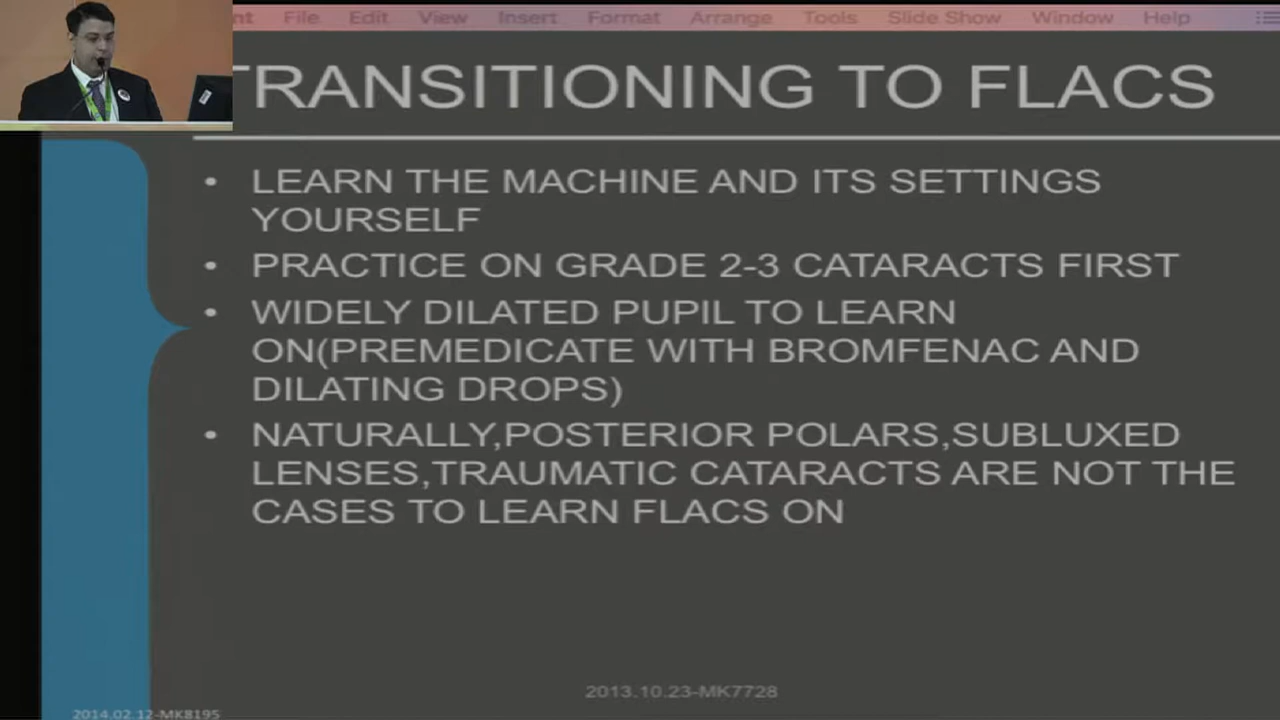 nt File Edit View Insert Format Arrange Tools Slide Show Window Help
TRANSITIONING TO FLACS
• LEARN THE MACHINE AND ITS SETTINGS
YOURSELF
• PRACTICE ON GRADE 2-3 CATARACTS FIRST
• WIDELY DILATED PUPIL TO LEARN
ON(PREMEDICATE WITH BROMFENAC AND
DILATING DROPS)
• NATURALLY,POSTERIOR POLARS,SUBLUXED
LENSES,TRAUMATIC CATARACTS ARE NOT THE
CASES TO LEARN FLACS ON
2013.10.23-MK7728
2014.02.12-MK8195